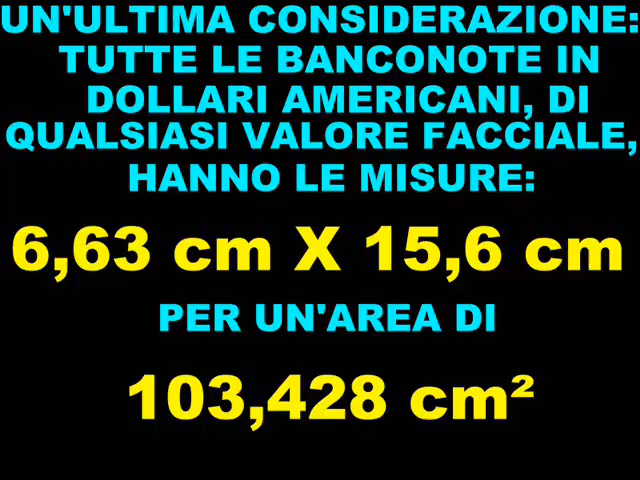 UN'ULTIMA CONSIDERAZIONE:
TUTTE LE BANCONOTE IN
DOLLARI AMERICANI, DI
QUALSIASI VALORE FACCIALE,
HANNO LE MISURE:
6,63 cm X 15,6 cm
PER UN'AREA DI
103,428 cm²